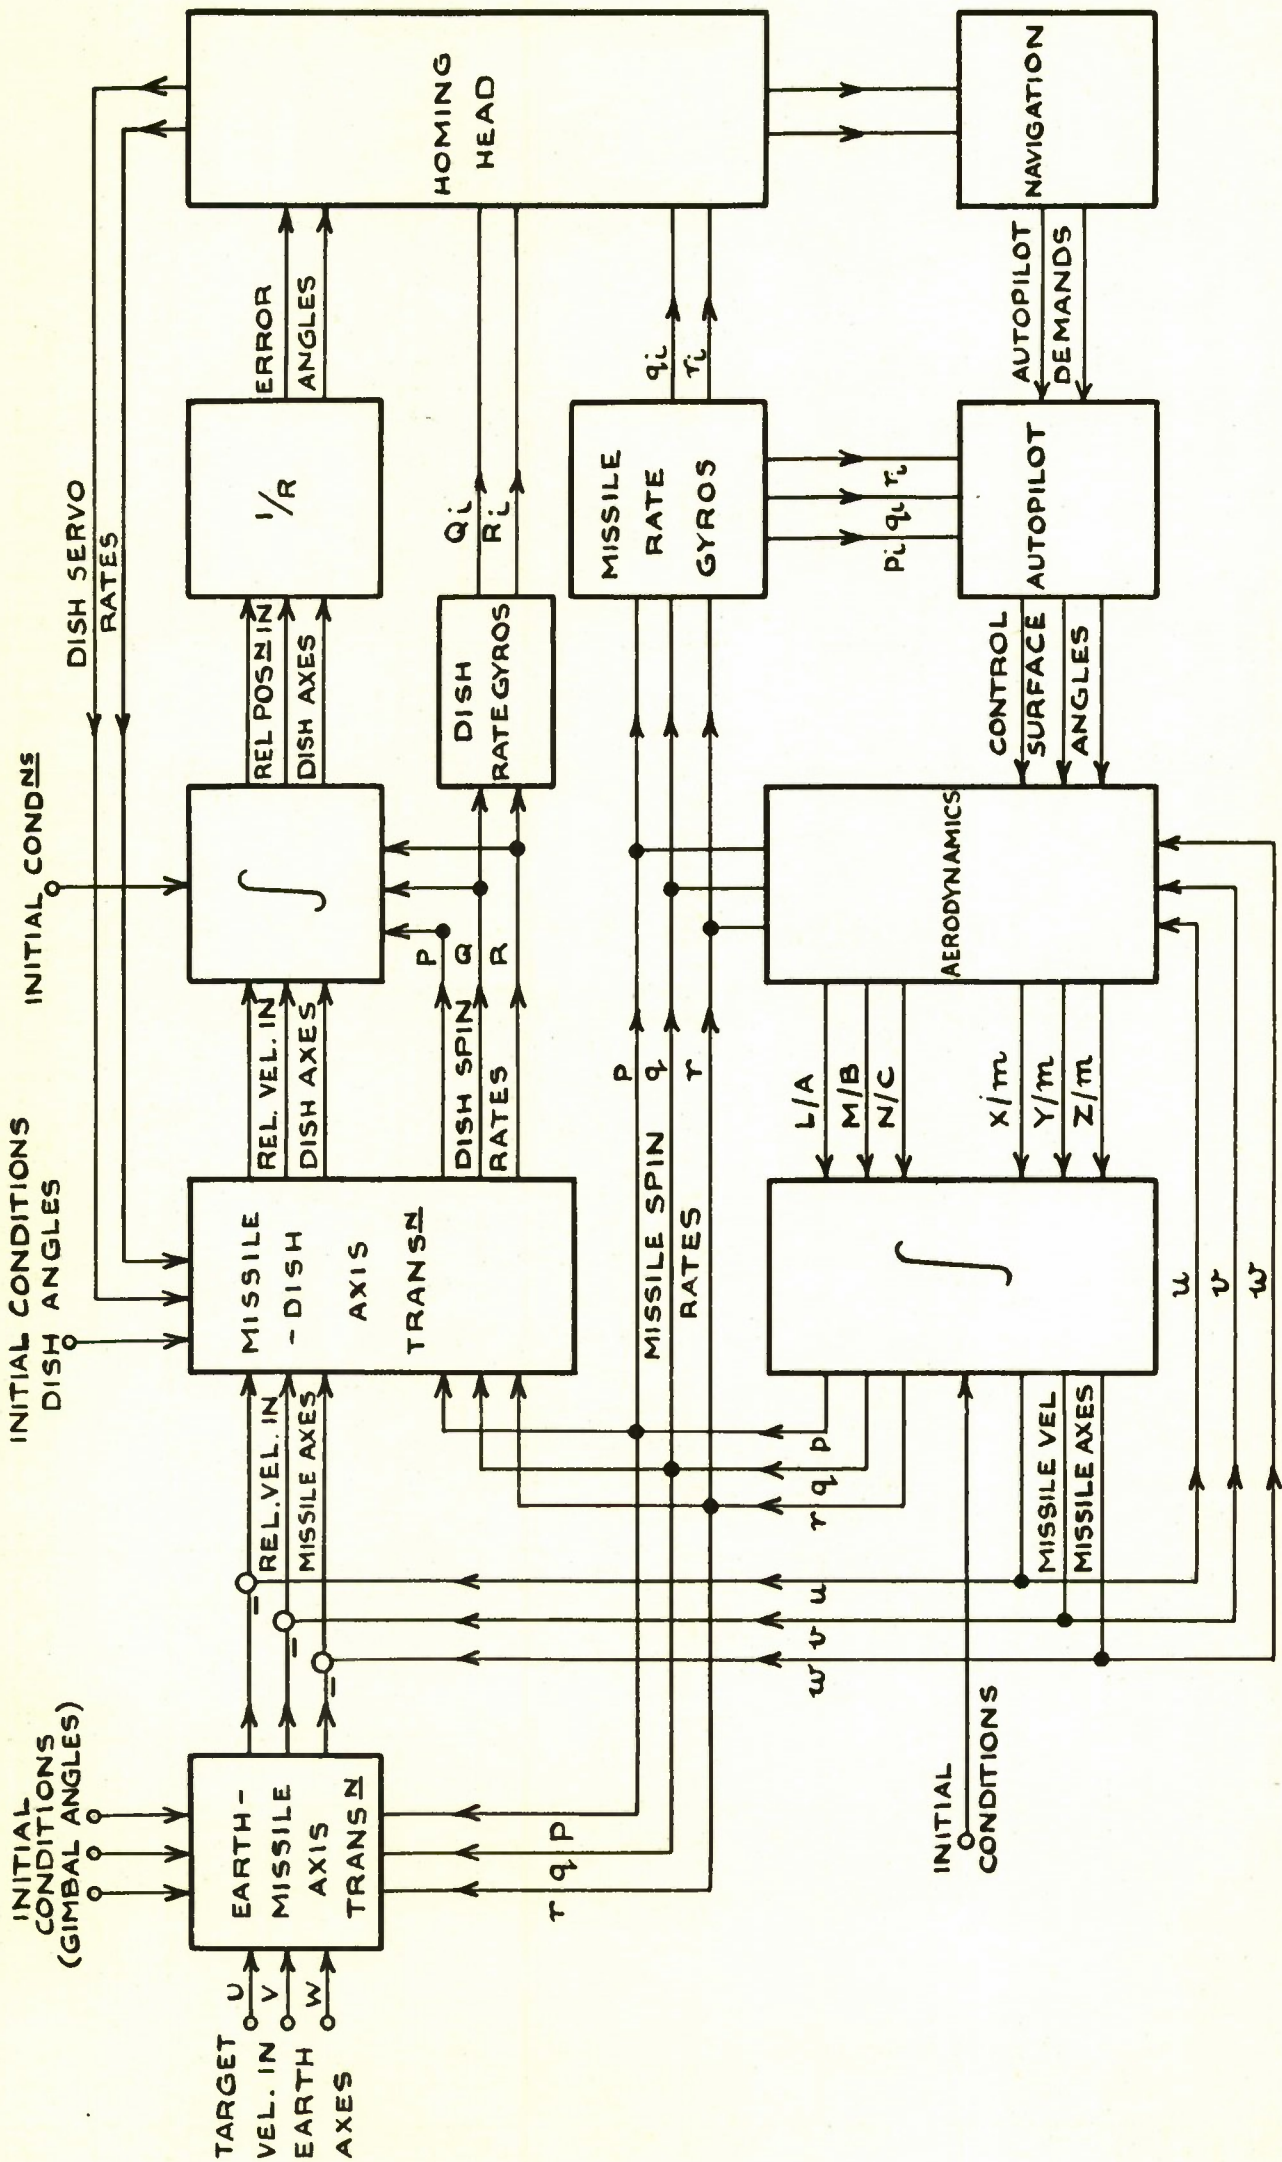 INITIAL
CONDITIONS
(GIMBAL ANGLES)
INITIAL CONDITIONS
DISH ANGLES
INITIAL CONDNS
DISH SERVO
RATES
TARGET
VEL. IN
EARTH
AXES
U
V
W
EARTH-
MISSILE
AXIS
TRANSN
-
-
-
REL. VEL. IN
MISSILE AXES
MISSILE
-DISH
AXIS
TRANSN
REL. VEL. IN
DISH AXES
∫
REL POSN IN
DISH AXES
1/R
ERROR
ANGLES
HOMING
HEAD
DISH SPIN
RATES
P
Q
R
DISH
RATE GYROS
Qi
Ri
r
q
p
MISSILE SPIN
RATES
p
q
r
MISSILE
RATE
GYROS
qi
ri
pi
qi
ri
w
v
u
r
q
p
INITIAL
CONDITIONS
MISSILE VEL
MISSILE AXES
∫
L/A
M/B
N/C
X/m
Y/m
Z/m
AERODYNAMICS
CONTROL
SURFACE
ANGLES
AUTOPILOT
AUTOPILOT
DEMANDS
NAVIGATION
u
v
w